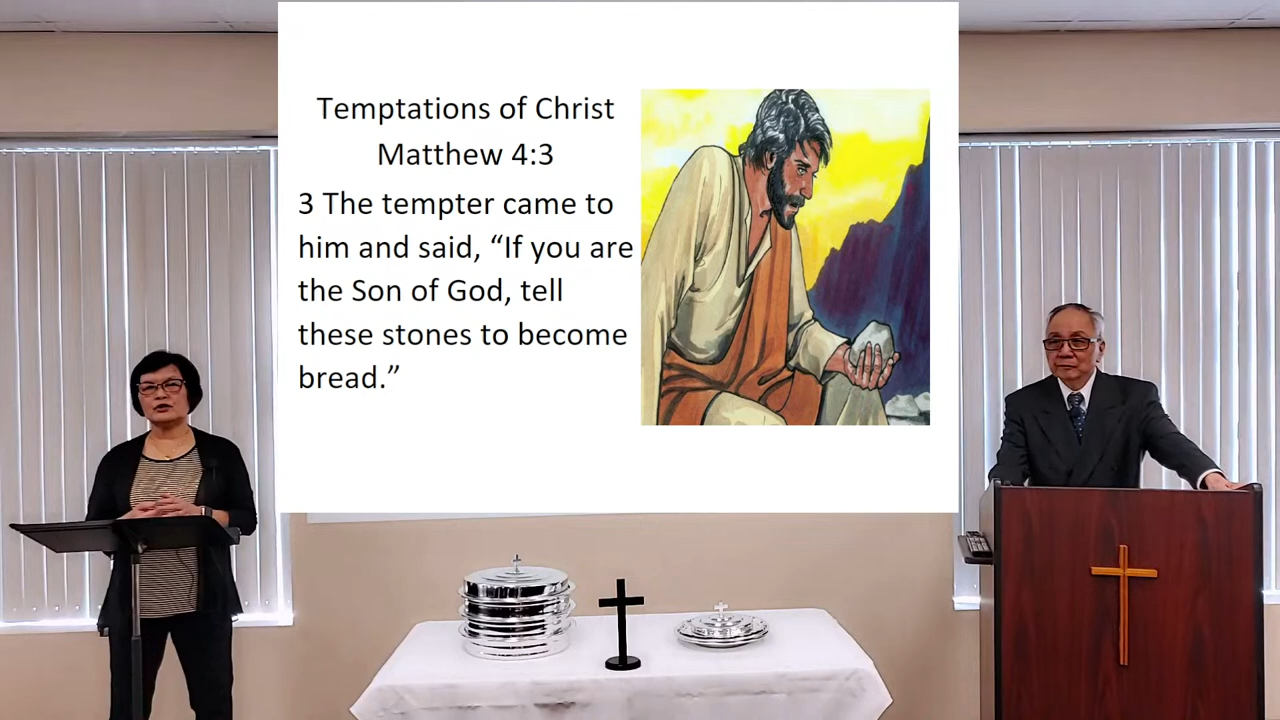 Temptations of Christ
Matthew 4:3
3 The tempter came to
him and said, “If you are
the Son of God, tell
these stones to become
bread.”